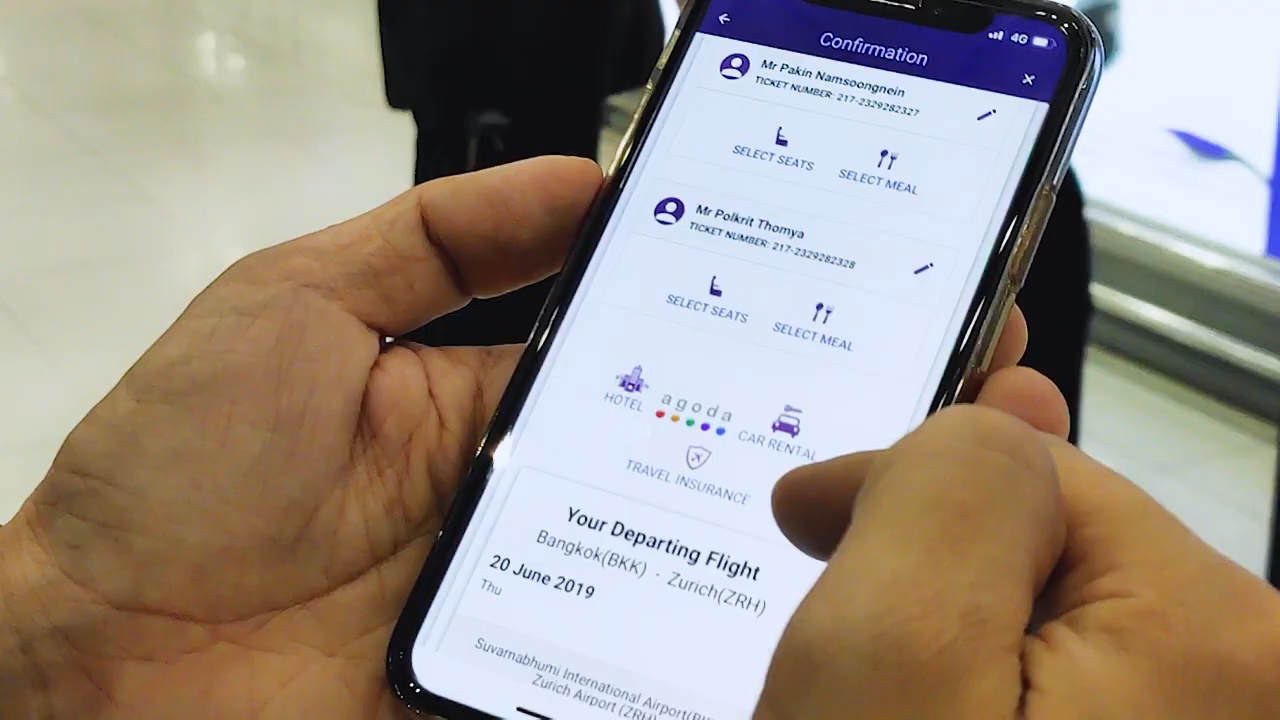 4G
Confirmation
Mr Pakin Namsoongnein
TICKET NUMBER: 217-2329282327
SELECT SEATS
SELECT MEAL
Mr Polkrit Thomya
TICKET NUMBER: 217-2329282328
SELECT SEATS
SELECT MEAL
HOTEL
agoda
CAR RENTAL
TRAVEL INSURANCE
Your Departing Flight
Bangkok(BKK) - Zurich(ZRH)
20 June 2019
Thu
Suvarnabhumi International Airport(
Zurich Airport (ZRH)